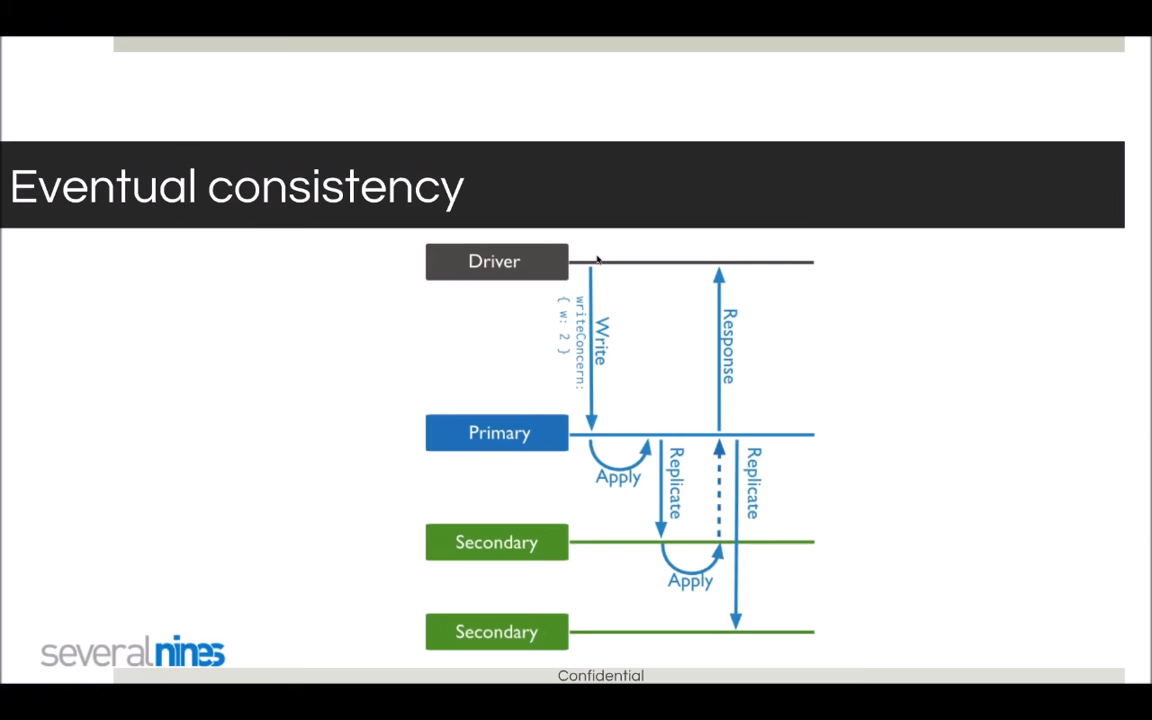 Eventual consistency
Driver
Write
writeConcern:
{ w: 2 }
Response
Primary
Apply
Replicate
Replicate
Secondary
Apply
Secondary
severalnines
Confidential